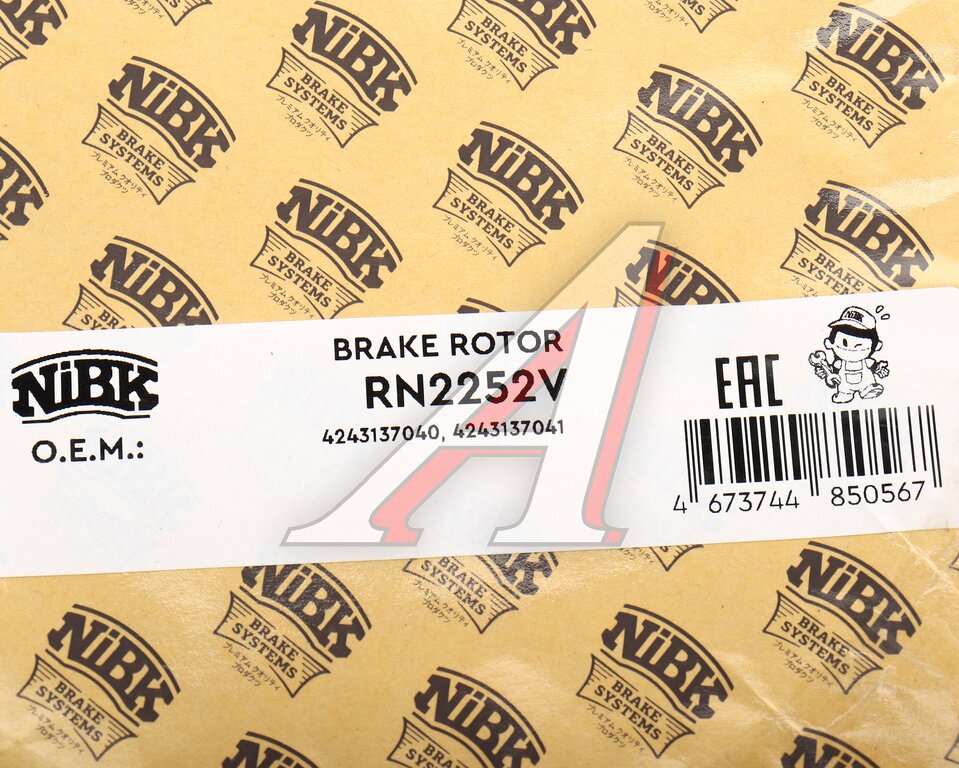 NiBK
BRAKE
SYSTEMS
プレミアムクオリティ
プロダクツ
NiBK
O.E.M.:
BRAKE ROTOR
RN2252V
4243137040, 4243137041
EAC
NiBK
4 673744 850567